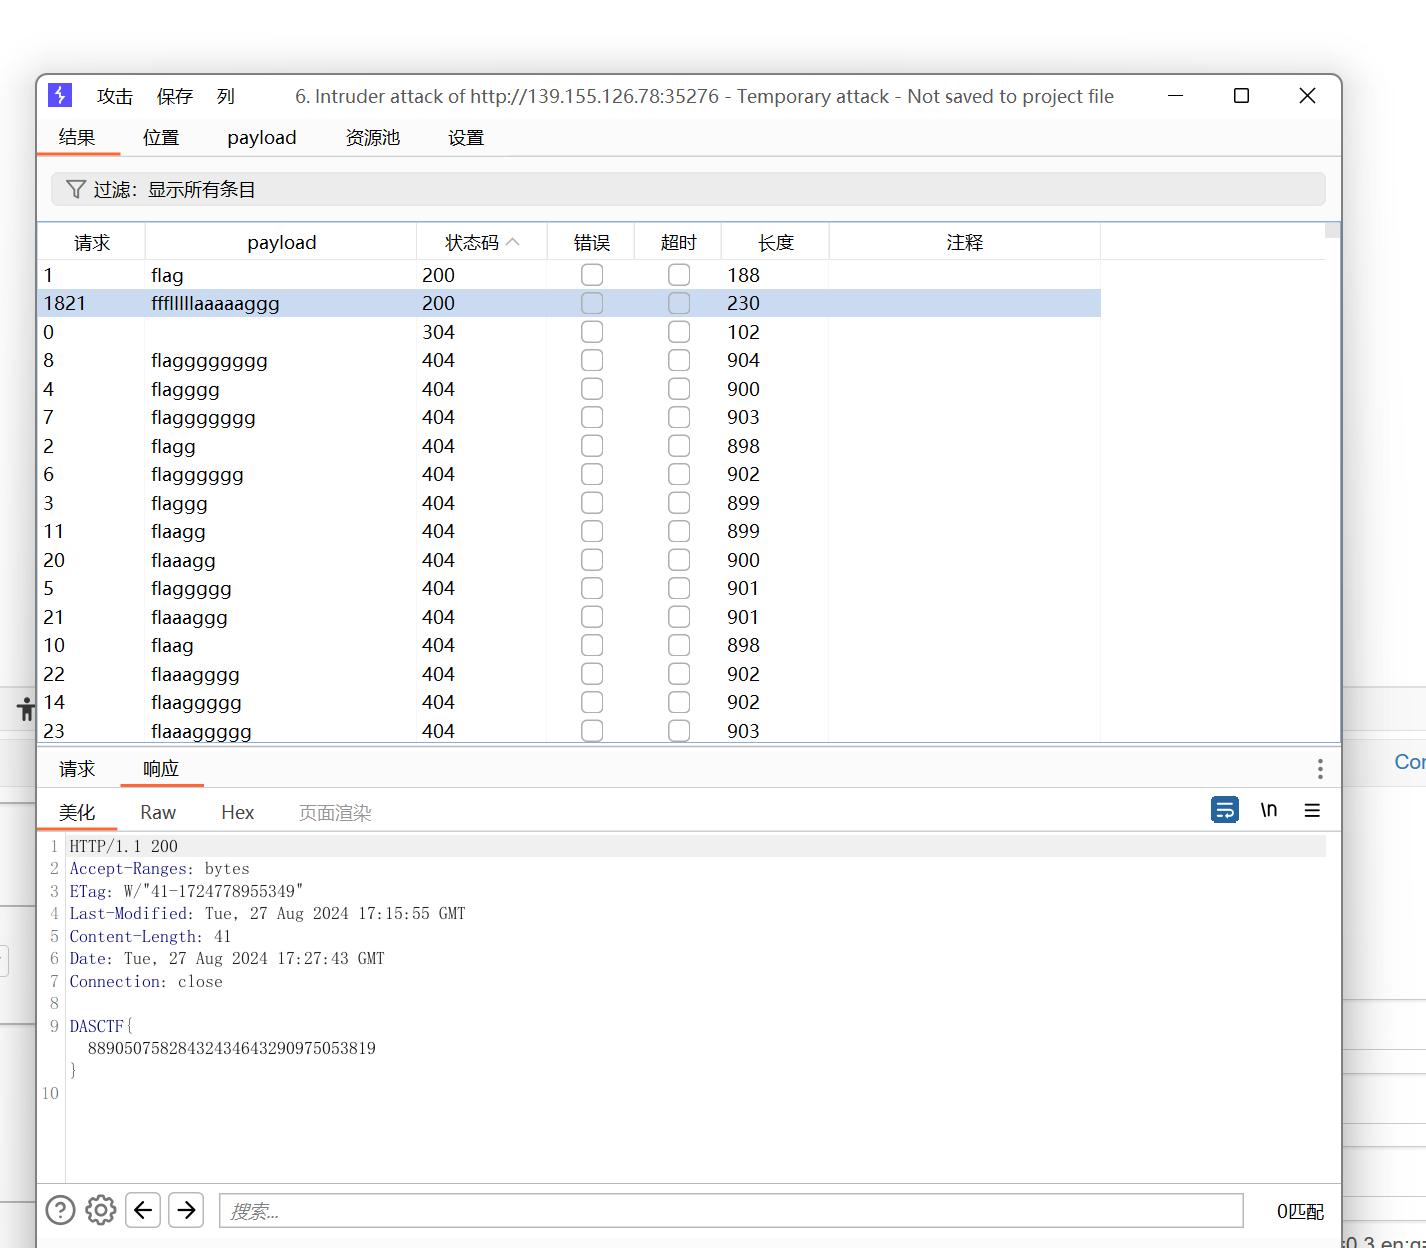 攻击 保存 列 6. Intruder attack of http://139.155.126.78:35276 - Temporary attack - Not saved to project file
结果 位置 payload 资源池 设置
过滤：显示所有条目
请求 payload 状态码 错误 超时 长度 注释
1 flag 200 188
1821 ffflllllaaaaaggg 200 230
0 304 102
8 flagggggggg 404 904
4 flagggg 404 900
7 flaggggggg 404 903
2 flagg 404 898
6 flagggggg 404 902
3 flaggg 404 899
11 flaagg 404 899
20 flaaagg 404 900
5 flaggggg 404 901
21 flaaaggg 404 901
10 flaag 404 898
22 flaaagggg 404 902
14 flaaggggg 404 902
23 flaaaggggg 404 903
请求 响应
Con
美化 Raw Hex 页面渲染 \n
1 HTTP/1.1 200
2 Accept-Ranges: bytes
3 ETag: W/"41-1724778955349"
4 Last-Modified: Tue, 27 Aug 2024 17:15:55 GMT
5 Content-Length: 41
6 Date: Tue, 27 Aug 2024 17:27:43 GMT
7 Connection: close
8
9 DASCTF{
88905075828432434643290975053819
}
10
搜索... 0匹配